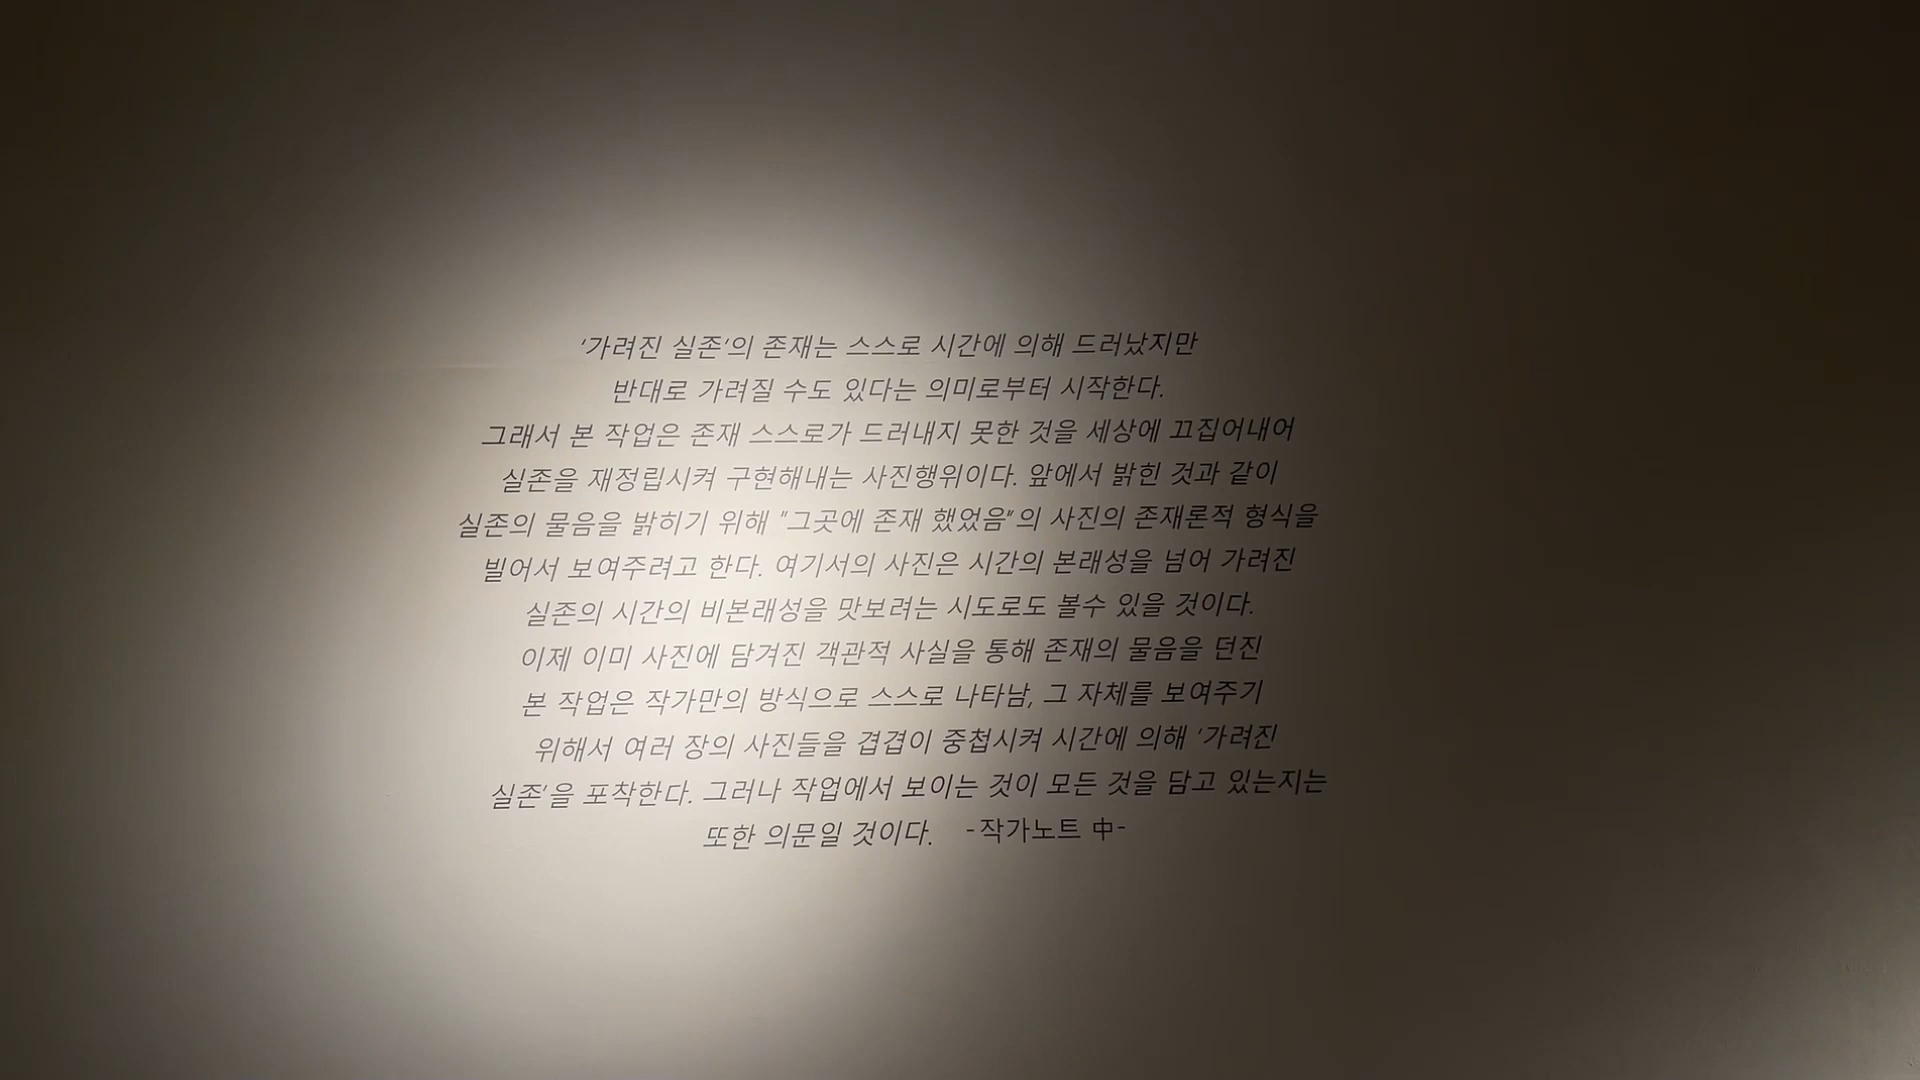 ‘가려진 실존’의 존재는 스스로 시간에 의해 드러났지만
반대로 가려질 수도 있다는 의미로부터 시작한다.
그래서 본 작업은 존재 스스로가 드러내지 못한 것을 세상에 끄집어내어
실존을 재정립시켜 구현해내는 사진행위이다. 앞에서 밝힌 것과 같이
실존의 물음을 밝히기 위해 "그곳에 존재 했었음"의 사진의 존재론적 형식을
빌어서 보여주려고 한다. 여기서의 사진은 시간의 본래성을 넘어 가려진
실존의 시간의 비본래성을 맛보려는 시도로도 볼수 있을 것이다.
이제 이미 사진에 담겨진 객관적 사실을 통해 존재의 물음을 던진
본 작업은 작가만의 방식으로 스스로 나타남, 그 자체를 보여주기
위해서 여러 장의 사진들을 겹겹이 중첩시켜 시간에 의해 ‘가려진
실존’을 포착한다. 그러나 작업에서 보이는 것이 모든 것을 담고 있는지는
또한 의문일 것이다. -작가노트 中-